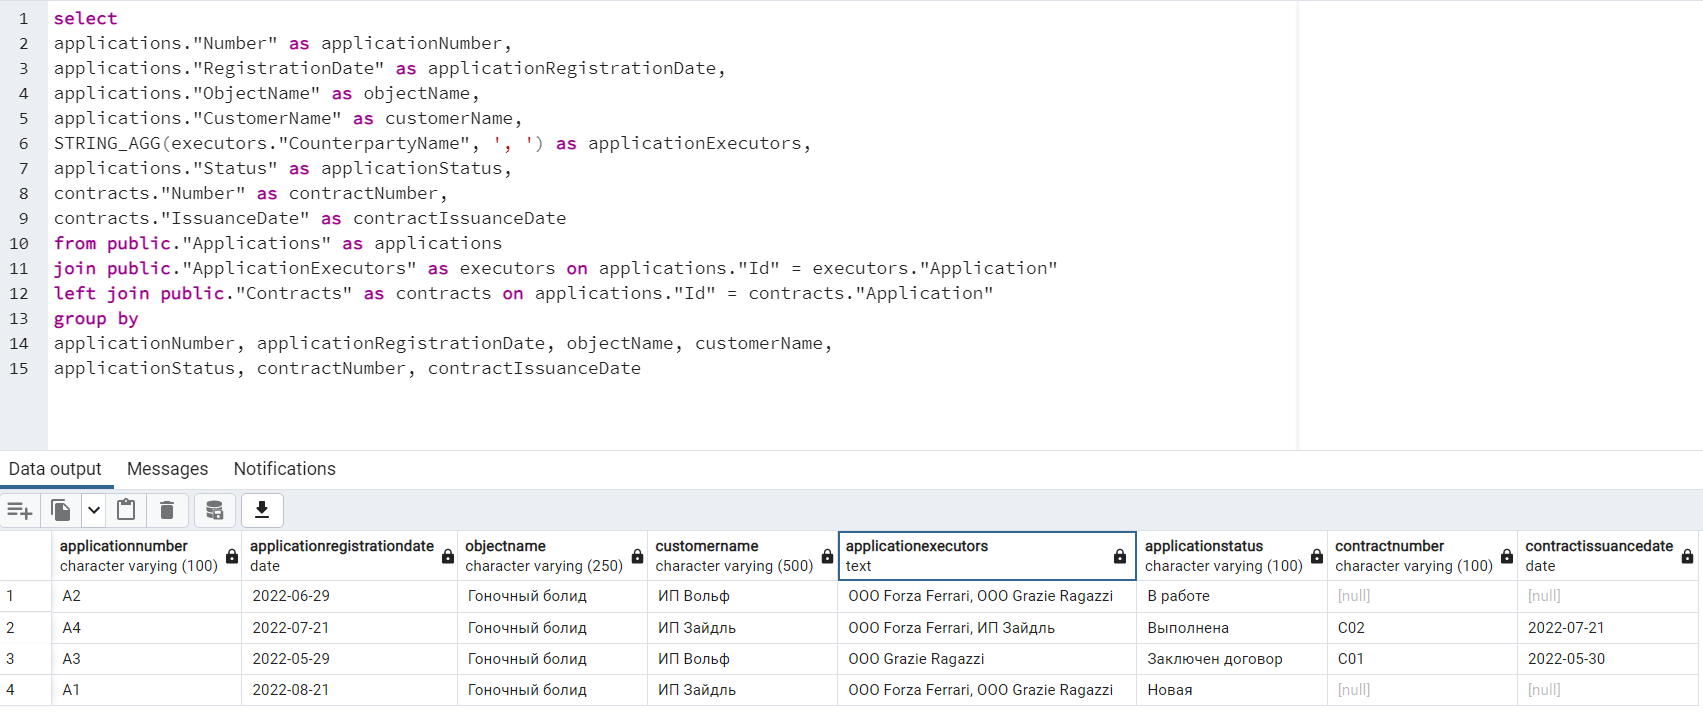 1 select
2 applications."Number" as applicationNumber,
3 applications."RegistrationDate" as applicationRegistrationDate,
4 applications."ObjectName" as objectName,
5 applications."CustomerName" as customerName,
6 STRING_AGG(executors."CounterpartyName", ', ') as applicationExecutors,
7 applications."Status" as applicationStatus,
8 contracts."Number" as contractNumber,
9 contracts."IssuanceDate" as contractIssuanceDate
10 from public."Applications" as applications
11 join public."ApplicationExecutors" as executors on applications."Id" = executors."Application"
12 left join public."Contracts" as contracts on applications."Id" = contracts."Application"
13 group by
14 applicationNumber, applicationRegistrationDate, objectName, customerName,
15 applicationStatus, contractNumber, contractIssuanceDate
Data output Messages Notifications
applicationnumber applicationregistrationdate objectname customername applicationexecutors applicationstatus contractnumber contractissuancedate
character varying (100) date character varying (250) character varying (500) text character varying (100) character varying (100) date
1 A2 2022-06-29 Гоночный болид ИП Вольф ООО Forza Ferrari, ООО Grazie Ragazzi В работе [null] [null]
2 A4 2022-07-21 Гоночный болид ИП Зайдль ООО Forza Ferrari, ИП Зайдль Выполнена C02 2022-07-21
3 A3 2022-05-29 Гоночный болид ИП Вольф ООО Grazie Ragazzi Заключен договор C01 2022-05-30
4 A1 2022-08-21 Гоночный болид ИП Зайдль ООО Forza Ferrari, ООО Grazie Ragazzi Новая [null] [null]